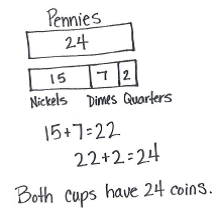 Pennies
24
15 7 2
Nickels Dimes Quarters
15+7=22
22+2=24
Both cups have 24 coins.